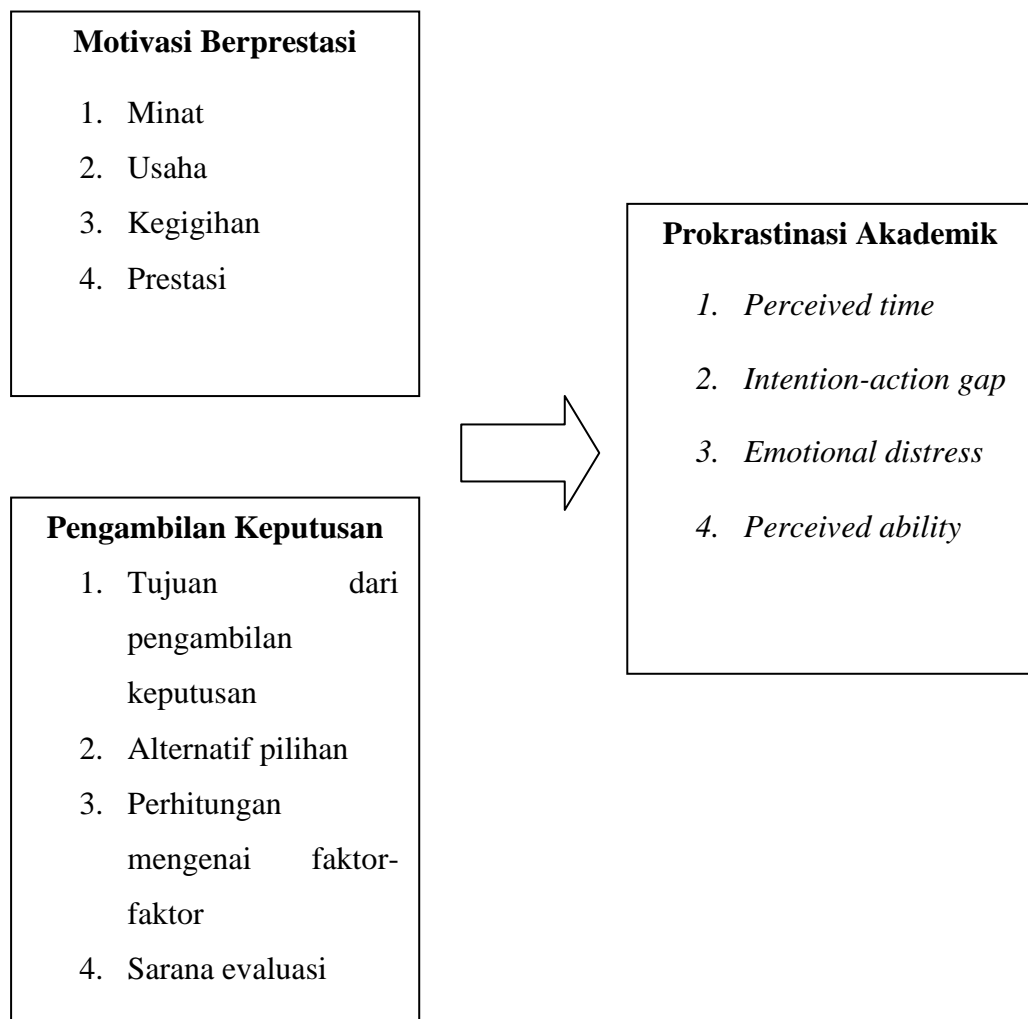 Motivasi Berprestasi
1. Minat
2. Usaha
3. Kegigihan
4. Prestasi
Pengambilan Keputusan
1. Tujuan dari
pengambilan
keputusan
2. Alternatif pilihan
3. Perhitungan
mengenai faktor-
faktor
4. Sarana evaluasi
Prokrastinasi Akademik
1. Perceived time
2. Intention-action gap
3. Emotional distress
4. Perceived ability